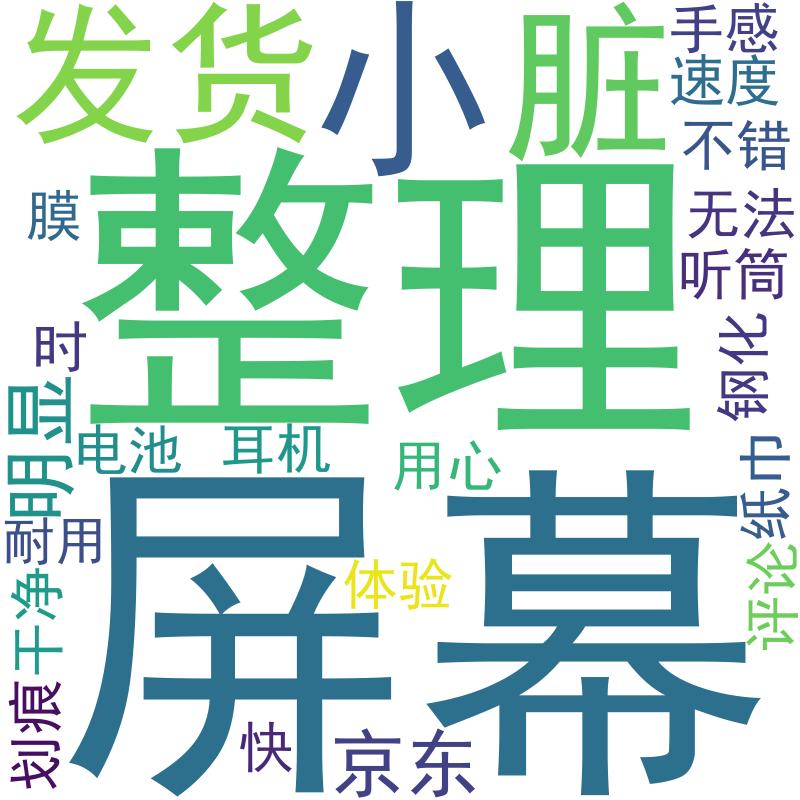 发货
小
脏
手感
速度
不错
整理
膜
无法
听筒
时
钢化
明显
电池
耳机
用心
纸巾
屏幕
耐用
体验
评论
干净
划痕
快
京东